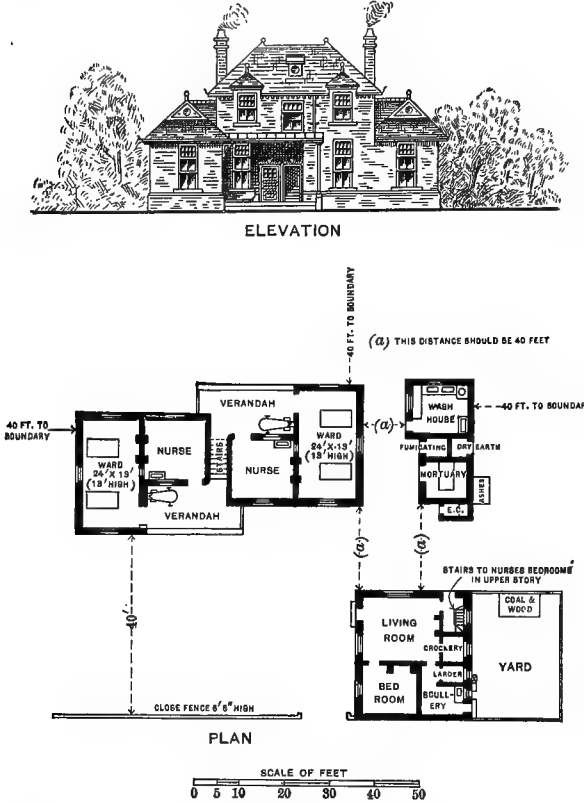 ELEVATION
40 FT. TO BOUNDARY
(a) THIS DISTANCE SHOULD BE 40 FEET
40 FT. TO
BOUNDARY
VERANDAH
WARD
24'X 13'
(13'HIGH)
NURSE
STAIRS
NURSE
WARD
24'X 13'
(13'HIGH)
VERANDAH
(a)
WASH
HOUSE
40 FT. TO BOUNDAR
FUMIGATING
DRY EARTH
MORTUARY
ASHES
E.C.
(a)
(a)
40'
STAIRS TO NURSES BEDROOMS
IN UPPER STORY
COAL &
WOOD
LIVING
ROOM
CROCKERY
YARD
LARDER
BED
ROOM
SCULL-
ERY
CLOSE FENCE 6'6" HIGH
PLAN
SCALE OF FEET
0 5 10 20 30 40 50